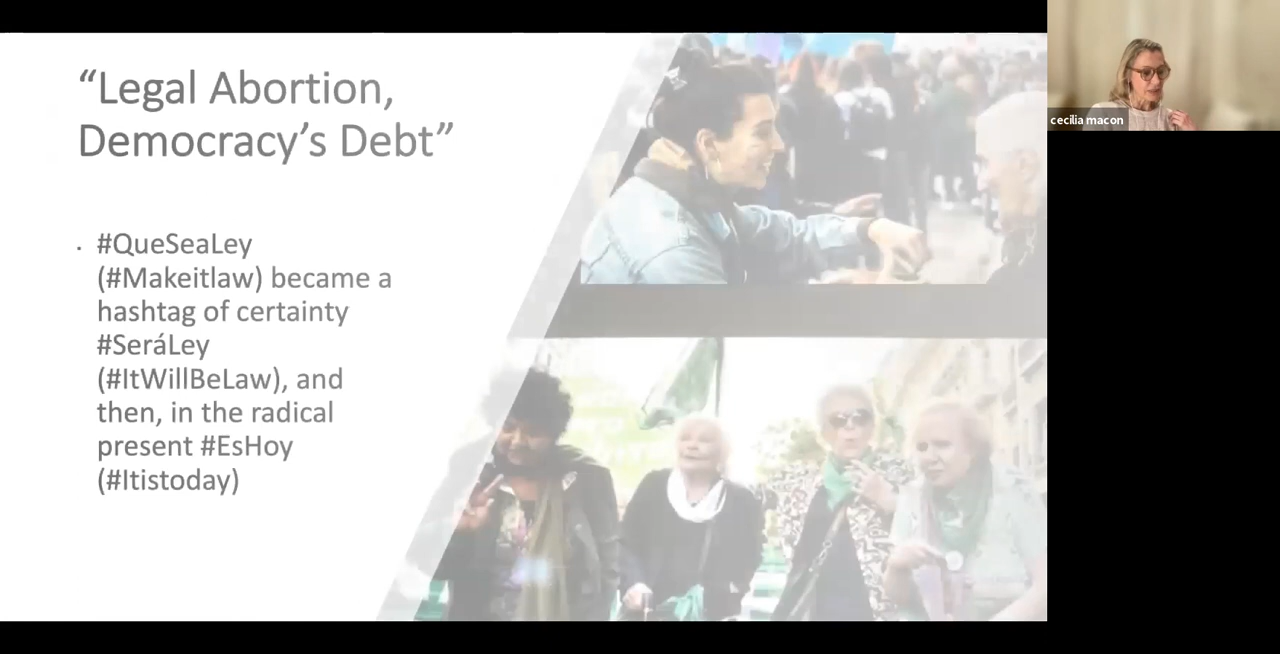 “Legal Abortion,
Democracy’s Debt”
· #QueSeaLey
(#Makeitlaw) became a
hashtag of certainty
#SeráLey
(#ItWillBeLaw), and
then, in the radical
present #EsHoy
(#Itistoday)
cecilia macon